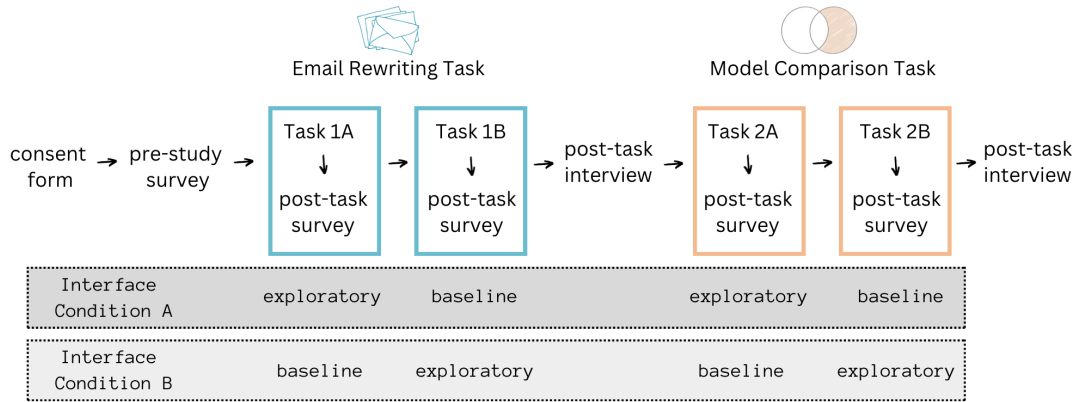 Email Rewriting Task
Model Comparison Task
consent
form
pre-study
survey
Task 1A
post-task
survey
Task 1B
post-task
survey
post-task
interview
Task 2A
post-task
survey
Task 2B
post-task
survey
post-task
interview
Interface
Condition A
exploratory
baseline
exploratory
baseline
Interface
Condition B
baseline
exploratory
baseline
exploratory